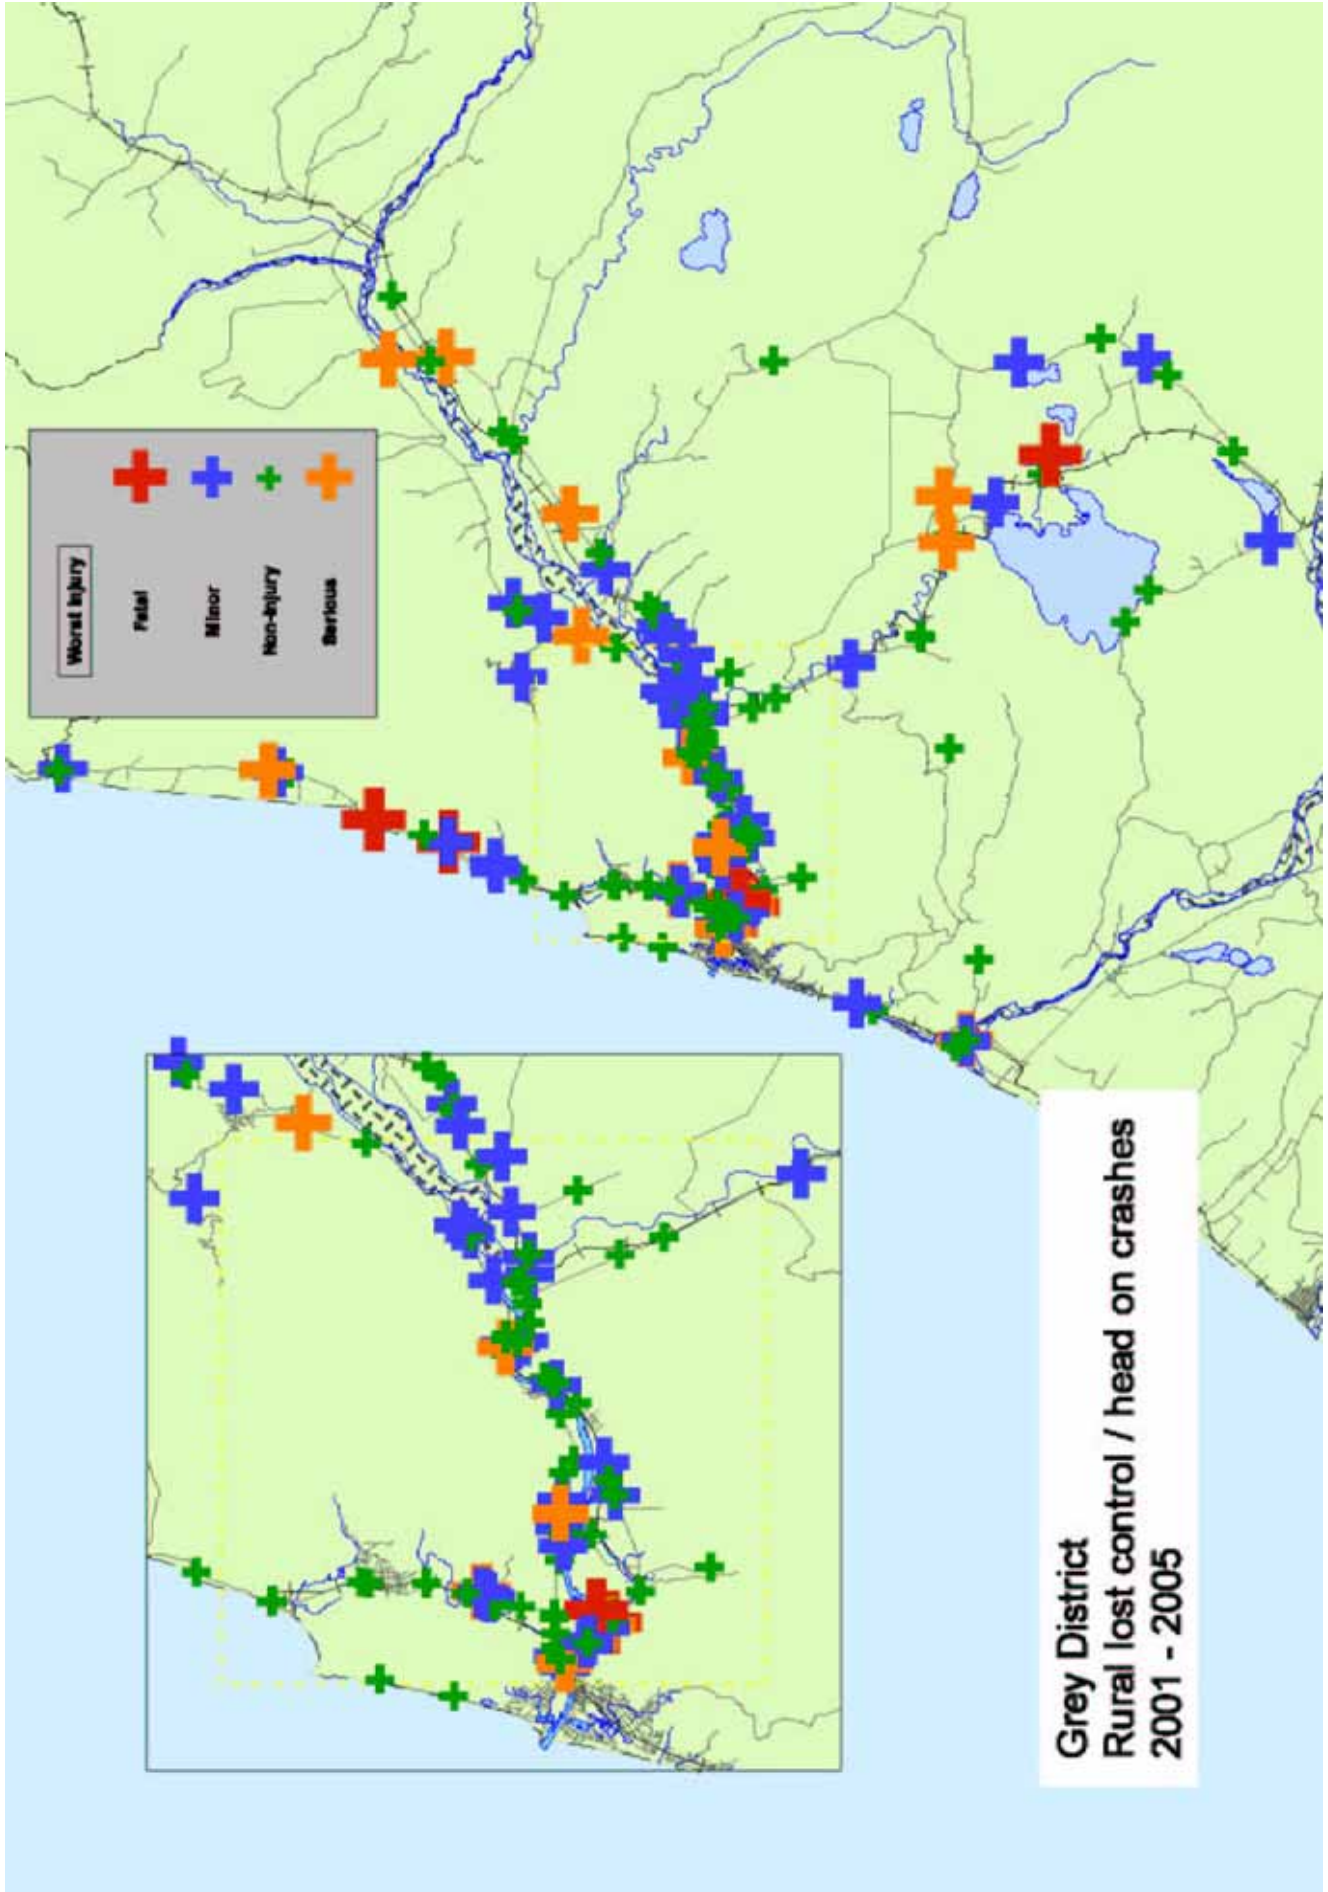 Worst Injury
Fatal
Minor
Non-Injury
Serious
Grey District
Rural lost control / head on crashes
2001 - 2005